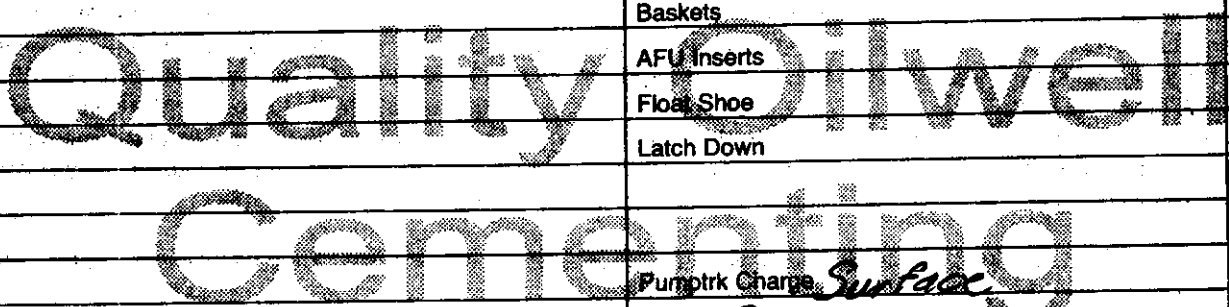 Baskets
AFU Inserts
Float Shoe
Latch Down
Quality Oilwell
Cementing
Pumptrk Charge Surface